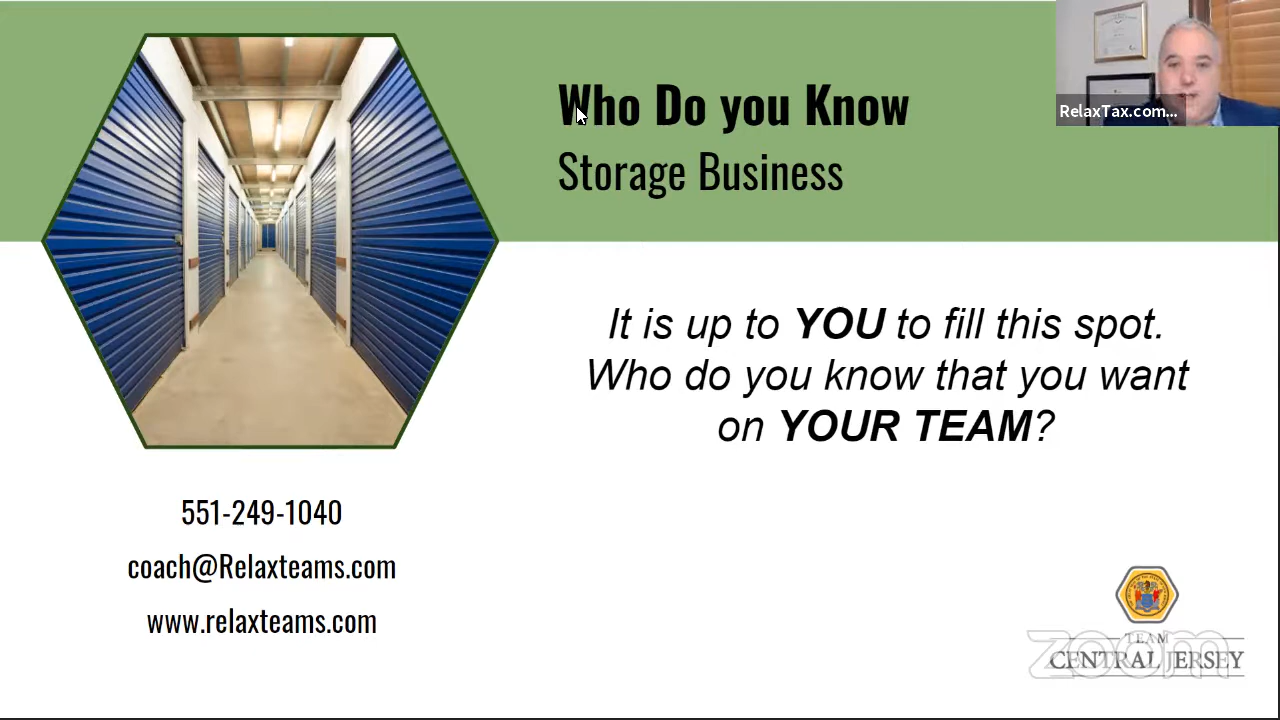 Who Do you Know
Storage Business
RelaxTax.com...
It is up to YOU to fill this spot.
Who do you know that you want
on YOUR TEAM?
551-249-1040
coach@Relaxteams.com
www.relaxteams.com
TEAM
CENTRAL JERSEY
zoom